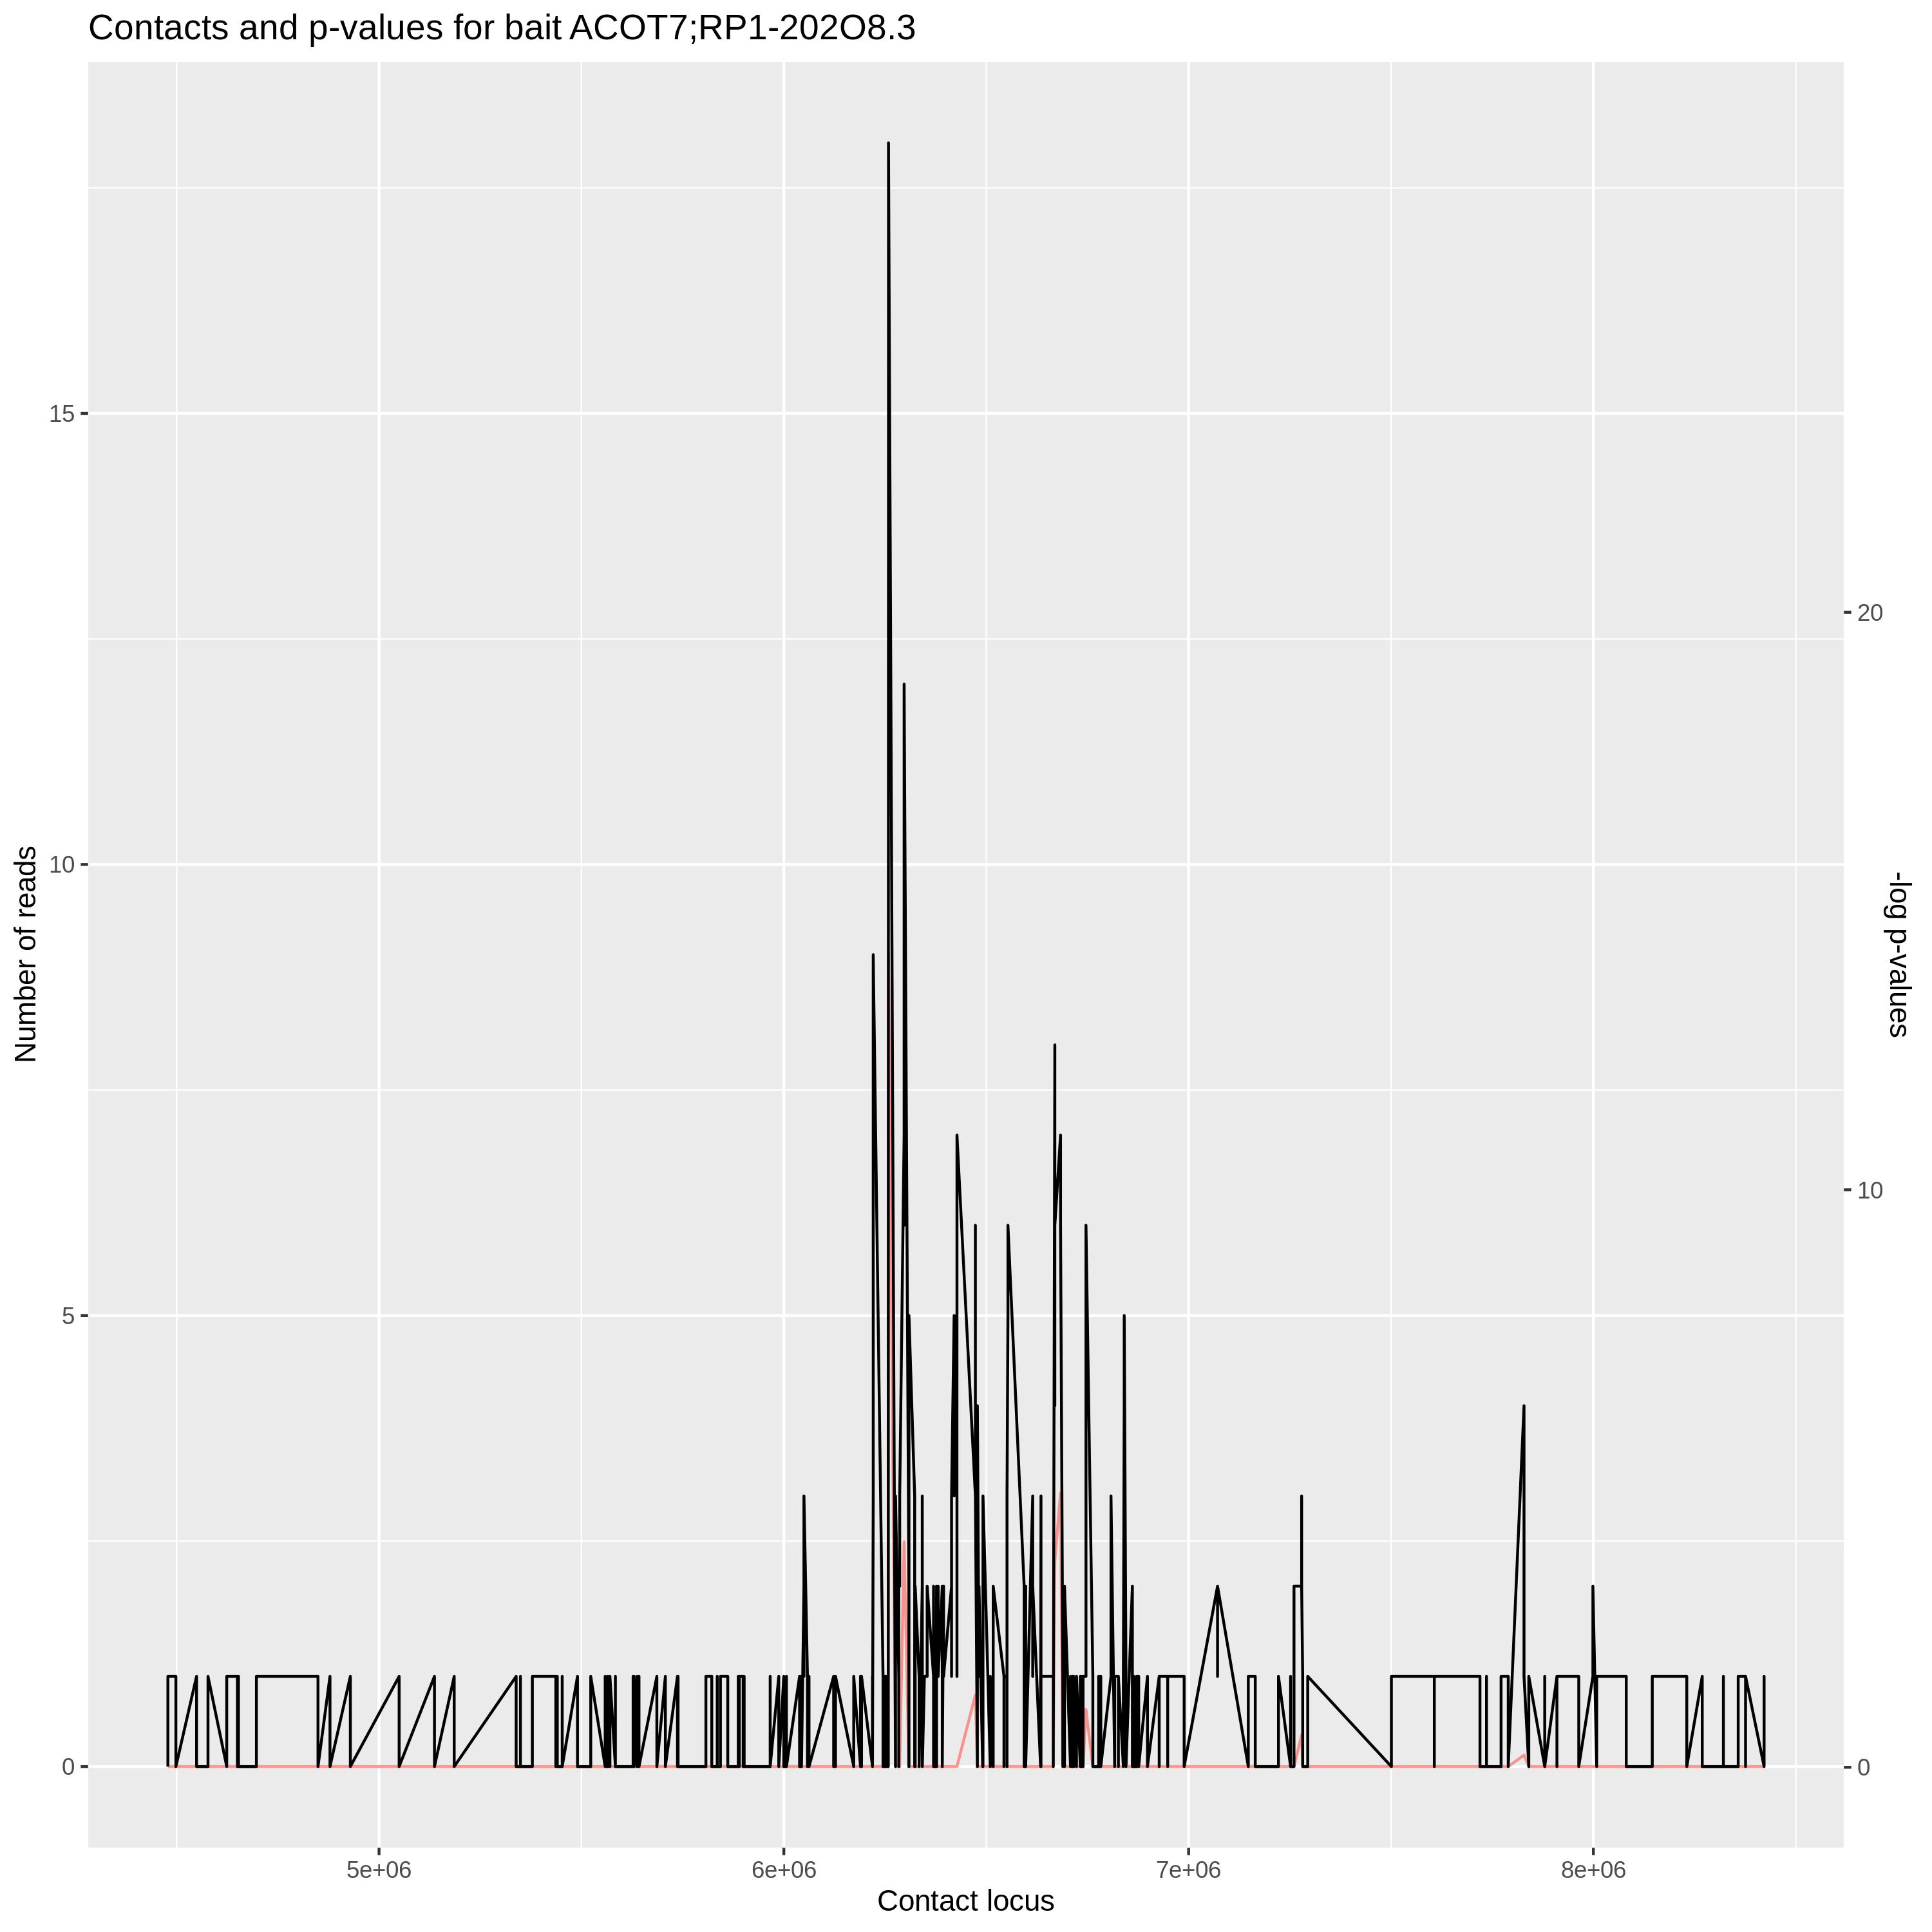 Contacts and p-values for bait ACOT7;RP1-202O8.3
15
10
5
0
Number of reads
20
10
0
-log p-values
5e+06
6e+06
7e+06
8e+06
Contact locus